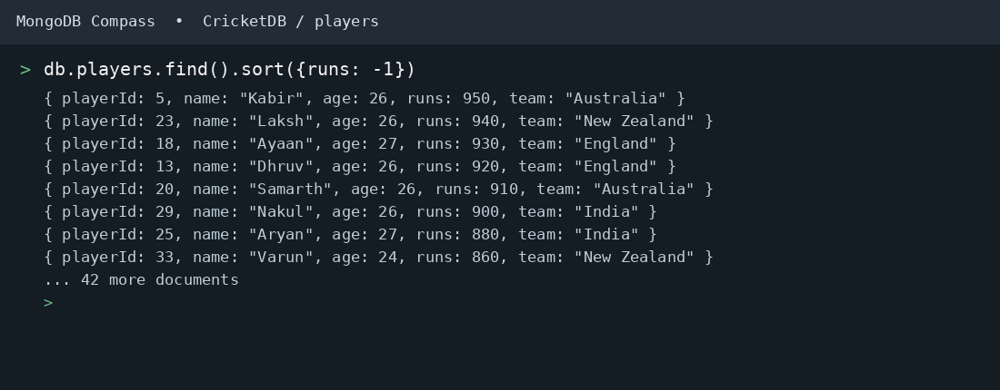 MongoDB Compass • CricketDB / players
> db.players.find().sort({runs: -1})
{ playerId: 5, name: "Kabir", age: 26, runs: 950, team: "Australia" }
{ playerId: 23, name: "Laksh", age: 26, runs: 940, team: "New Zealand" }
{ playerId: 18, name: "Ayaan", age: 27, runs: 930, team: "England" }
{ playerId: 13, name: "Dhruv", age: 26, runs: 920, team: "England" }
{ playerId: 20, name: "Samarth", age: 26, runs: 910, team: "Australia" }
{ playerId: 29, name: "Nakul", age: 26, runs: 900, team: "India" }
{ playerId: 25, name: "Aryan", age: 27, runs: 880, team: "India" }
{ playerId: 33, name: "Varun", age: 24, runs: 860, team: "New Zealand" }
... 42 more documents
>